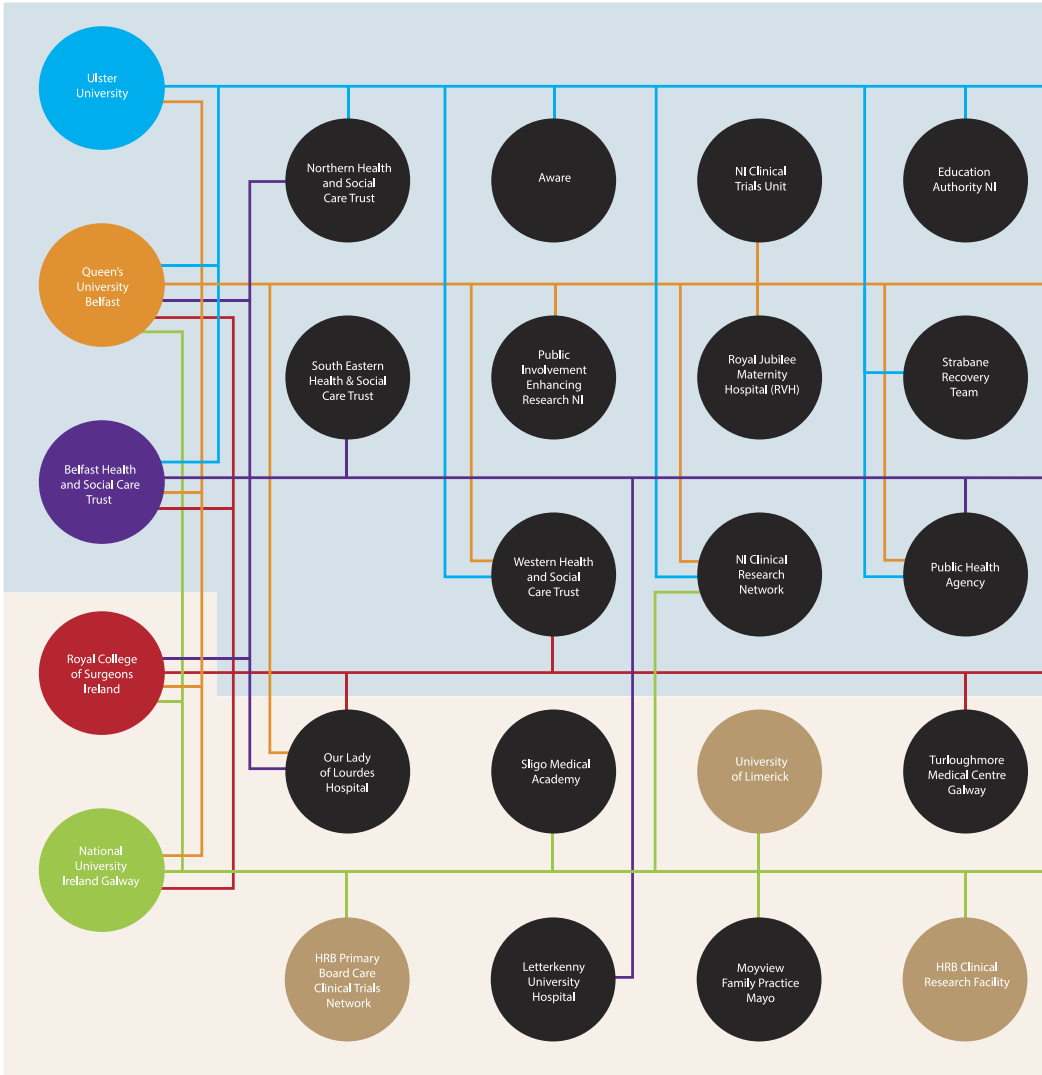 Ulster
University
Northern Health
and Social
Care Trust
Aware
NI Clinical
Trials Unit
Education
Authority NI
Queen's
University
Belfast
South Eastern
Health & Social
Care Trust
Public
Involvement
Enhancing
Research NI
Royal Jubilee
Maternity
Hospital (RVH)
Strabane
Recovery
Team
Belfast Health
and Social Care
Trust
Western Health
and Social
Care Trust
NI Clinical
Research
Network
Public Health
Agency
Royal College
of Surgeons
Ireland
Our Lady
of Lourdes
Hospital
Sligo Medical
Academy
University
of Limerick
Turloughmore
Medical Centre
Galway
National
University
Ireland Galway
HRB Primary
Board Care
Clinical Trials
Network
Letterkenny
University
Hospital
Moyview
Family Practice
Mayo
HRB Clinical
Research Facility